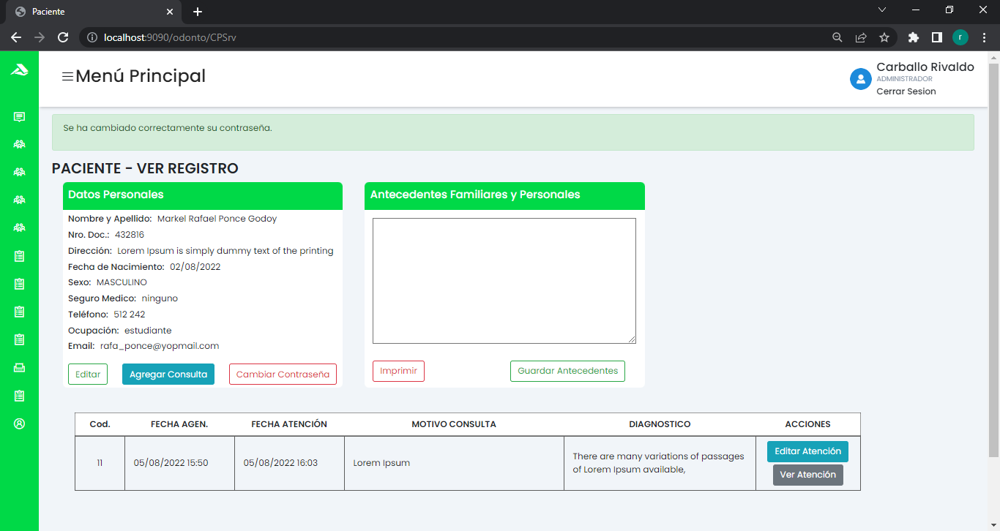 Paciente
localhost:9090/odonto/CPSrv
r
Menú Principal
Carballo Rivaldo
ADMINISTRADOR
Cerrar Sesion
Se ha cambiado correctamente su contraseña.
PACIENTE - VER REGISTRO
Datos Personales
Nombre y Apellido: Markel Rafael Ponce Godoy
Nro. Doc.: 432816
Dirección: Lorem Ipsum is simply dummy text of the printing
Fecha de Nacimiento: 02/08/2022
Sexo: MASCULINO
Seguro Medico: ninguno
Teléfono: 512 242
Ocupación: estudiante
Email: rafa_ponce@yopmail.com
Editar Agregar Consulta Cambiar Contraseña
Antecedentes Familiares y Personales
Imprimir Guardar Antecedentes
Cod. FECHA AGEN. FECHA ATENCIÓN MOTIVO CONSULTA DIAGNOSTICO ACCIONES
11 05/08/2022 15:50 05/08/2022 16:03 Lorem Ipsum
There are many variations of passages
of Lorem Ipsum available,
Editar Atención
Ver Atención